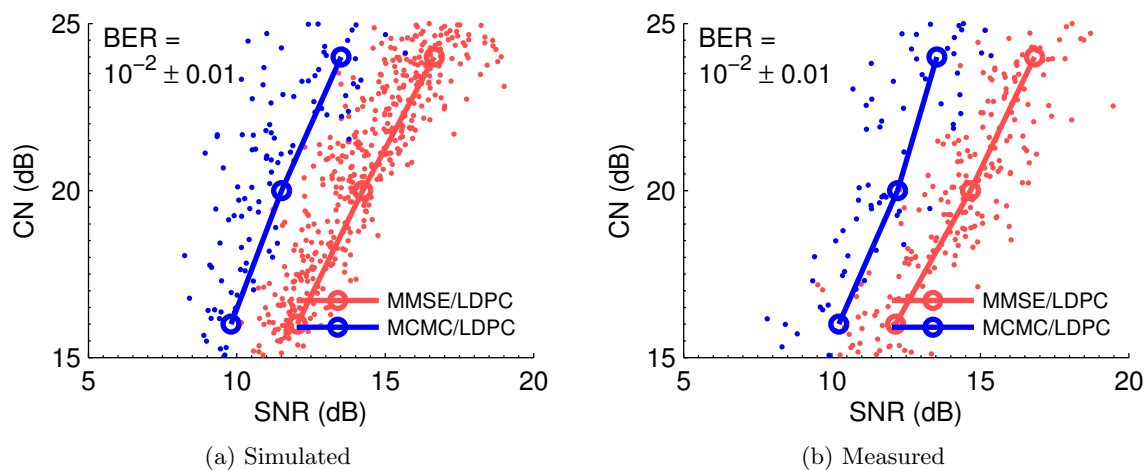 25
20
15
CN (dB)
BER =
10⁻² ± 0.01
MMSE/LDPC
MCMC/LDPC
5 10 15 20
SNR (dB)
(a) Simulated
25
20
15
CN (dB)
BER =
10⁻² ± 0.01
MMSE/LDPC
MCMC/LDPC
5 10 15 20
SNR (dB)
(b) Measured